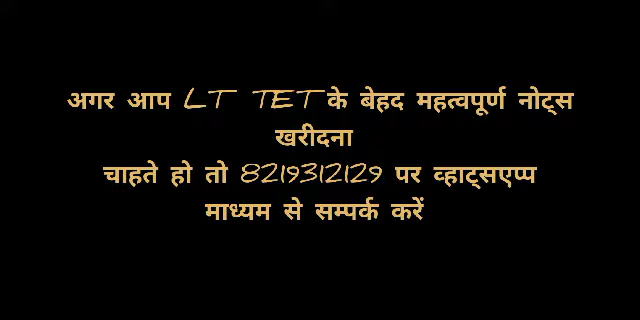 अगर आप LT TET के बेहद महत्वपूर्ण नोट्स
खरीदना
चाहते हो तो 8219312129 पर व्हाट्सएप्प
माध्यम से सम्पर्क करें